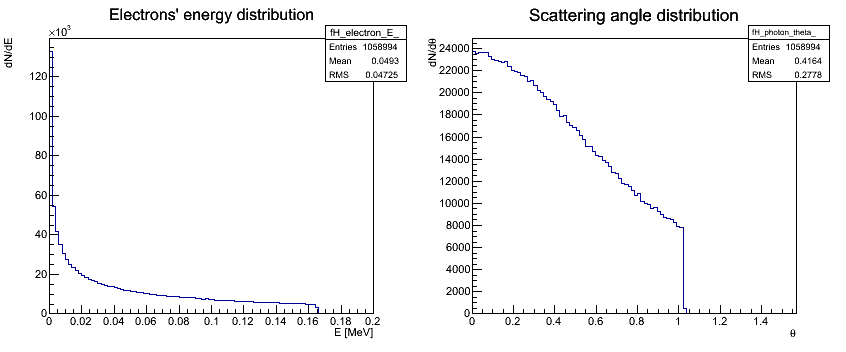 Electrons' energy distribution
dN/dE
×10³
fH_electron_E_
Entries 1058994
Mean 0.0493
RMS 0.04725
120
100
80
60
40
20
0
0 0.02 0.04 0.06 0.08 0.1 0.12 0.14 0.16 0.18 0.2
E [MeV]
Scattering angle distribution
dN/dθ
fH_photon_theta_
Entries 1058994
Mean 0.4164
RMS 0.2778
24000
22000
20000
18000
16000
14000
12000
10000
8000
6000
4000
2000
0
0 0.2 0.4 0.6 0.8 1 1.2 1.4
θ